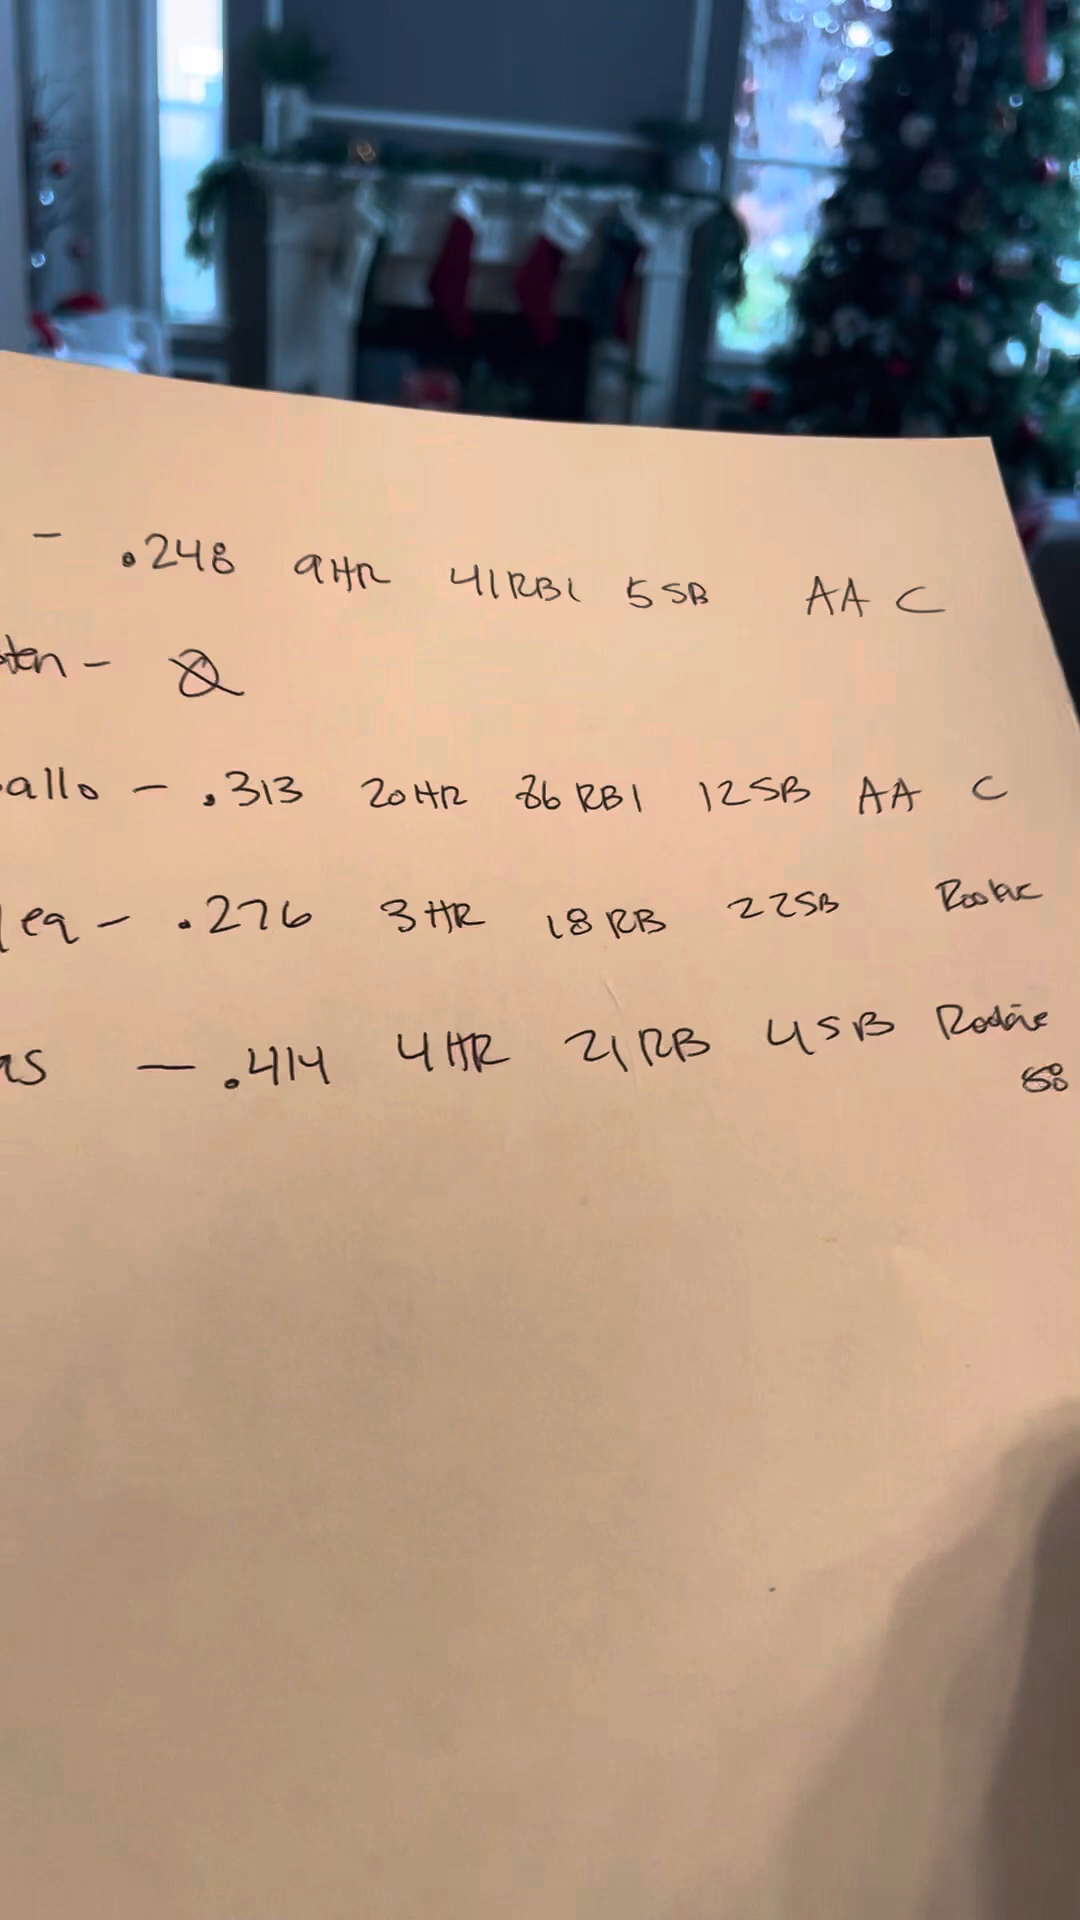 - .248 9HR 41RBI 5SB AA C
ten -
allo - .313 20HR 86 RBI 12SB AA C
eq - .276 3HR 18 RB 22SB Rookie
as - .414 4HR 21RB 4SB Rookie